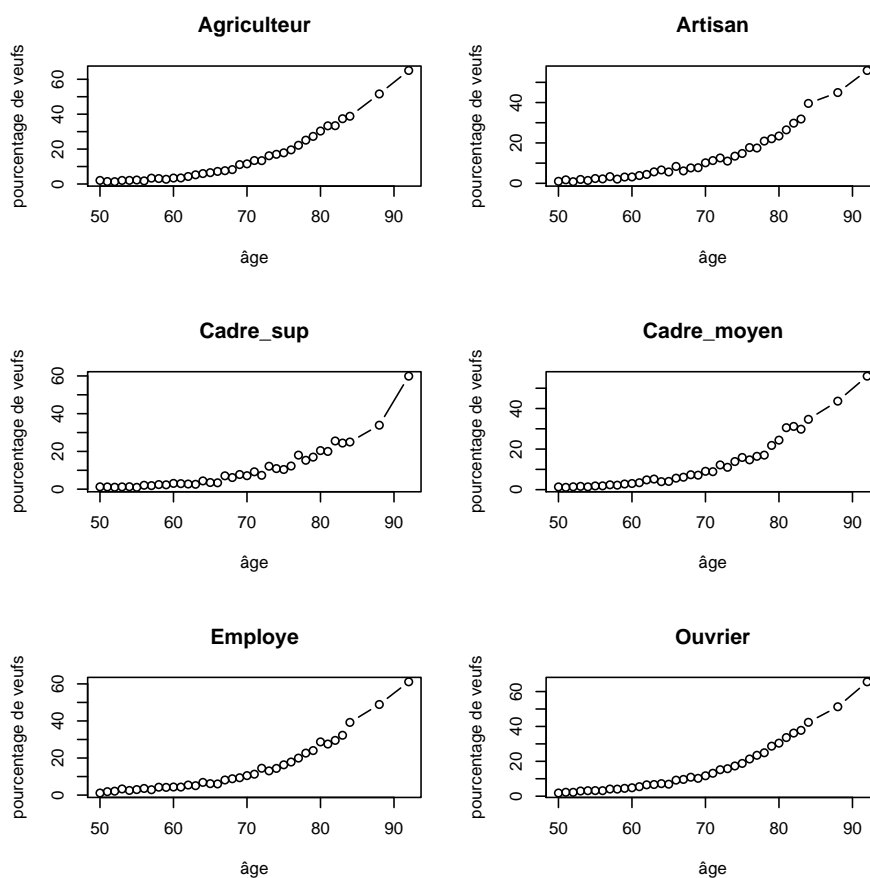 Agriculteur
pourcentage de veufs
0 20 40 60
50 60 70 80 90
âge
Artisan
pourcentage de veufs
0 20 40
50 60 70 80 90
âge
Cadre_sup
pourcentage de veufs
0 20 40 60
50 60 70 80 90
âge
Cadre_moyen
pourcentage de veufs
0 20 40
50 60 70 80 90
âge
Employe
pourcentage de veufs
0 20 40 60
50 60 70 80 90
âge
Ouvrier
pourcentage de veufs
0 20 40 60
50 60 70 80 90
âge